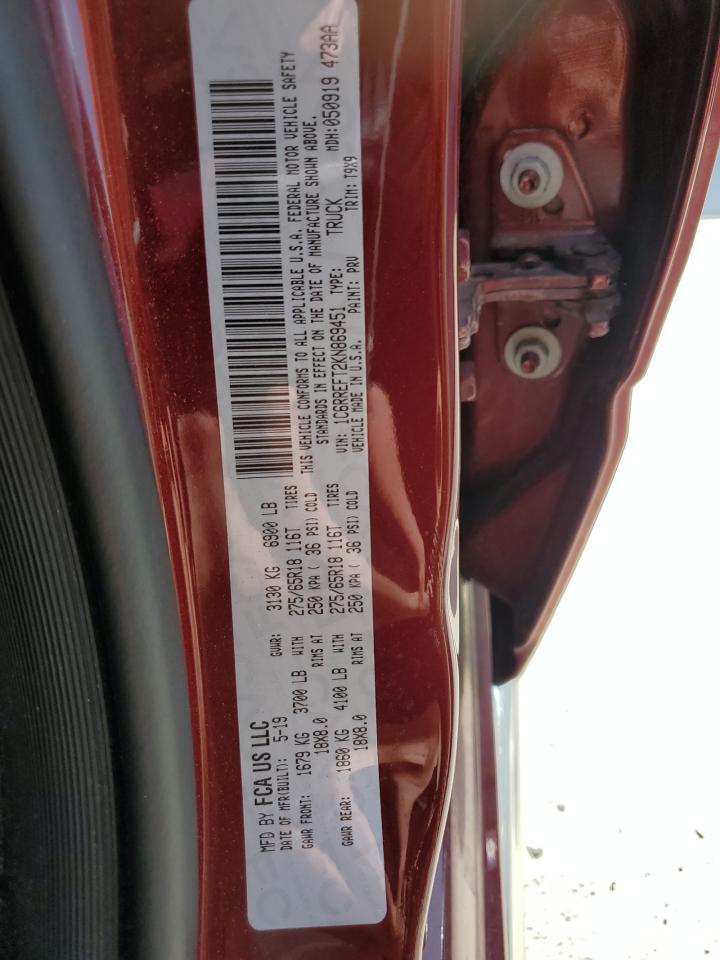 MFD BY FCA US LLC
DATE OF MFR(BUILT): 5-19 GVWR: 3130 KG 6900 LB
GAWR FRONT: 1679 KG 3700 LB WITH 275/65R18 116T TIRES
18X8.0 RIMS AT 250 KPA ( 36 PSI) COLD
GAWR REAR: 1860 KG 4100 LB WITH 275/65R18 116T TIRES
18X8.0 RIMS AT 250 KPA ( 36 PSI) COLD
THIS VEHICLE CONFORMS TO ALL APPLICABLE U.S.A. FEDERAL MOTOR VEHICLE SAFETY
STANDARDS IN EFFECT ON THE DATE OF MANUFACTURE SHOWN ABOVE.
VIN: 1C6RREFT2KN869451 TYPE: TRUCK MDH:050919 473AA
VEHICLE MADE IN U.S.A. PAINT: PRV TRIM: T9X9